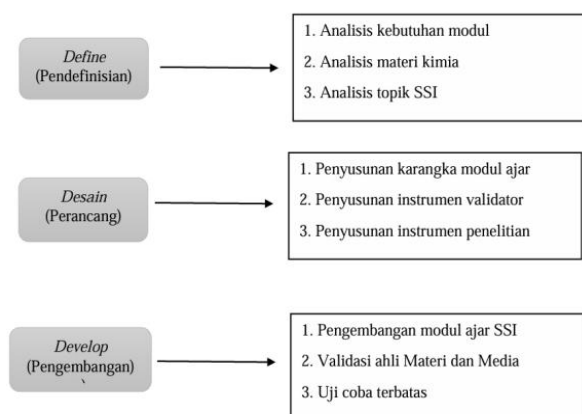 Define
(Pendefinisian)
1. Analisis kebutuhan modul
2. Analisis materi kimia
3. Analisis topik SSI
Desain
(Perancang)
1. Penyusunan karangka modul ajar
2. Penyusunan instrumen validator
3. Penyusunan instrumen penelitian
Develop
(Pengembangan)
`
1. Pengembangan modul ajar SSI
2. Validasi ahli Materi dan Media
3. Uji coba terbatas